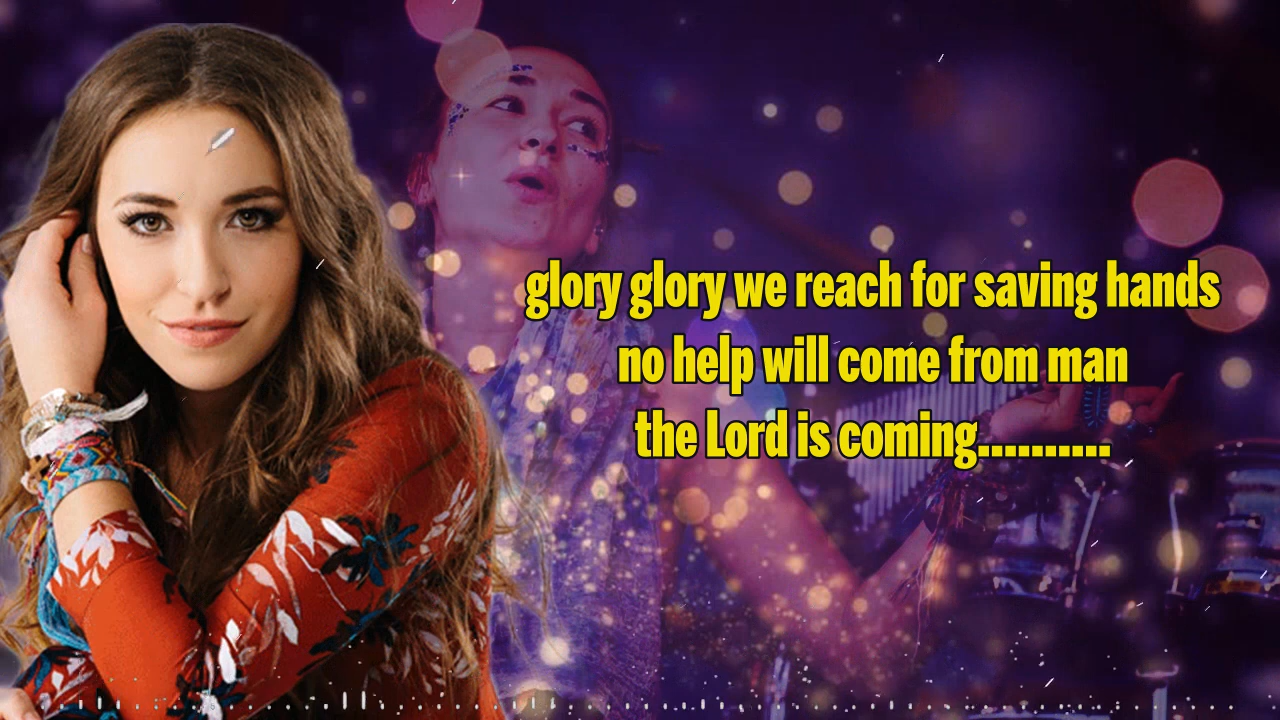 glory glory we reach for saving hands
no help will come from man
the Lord is coming..........